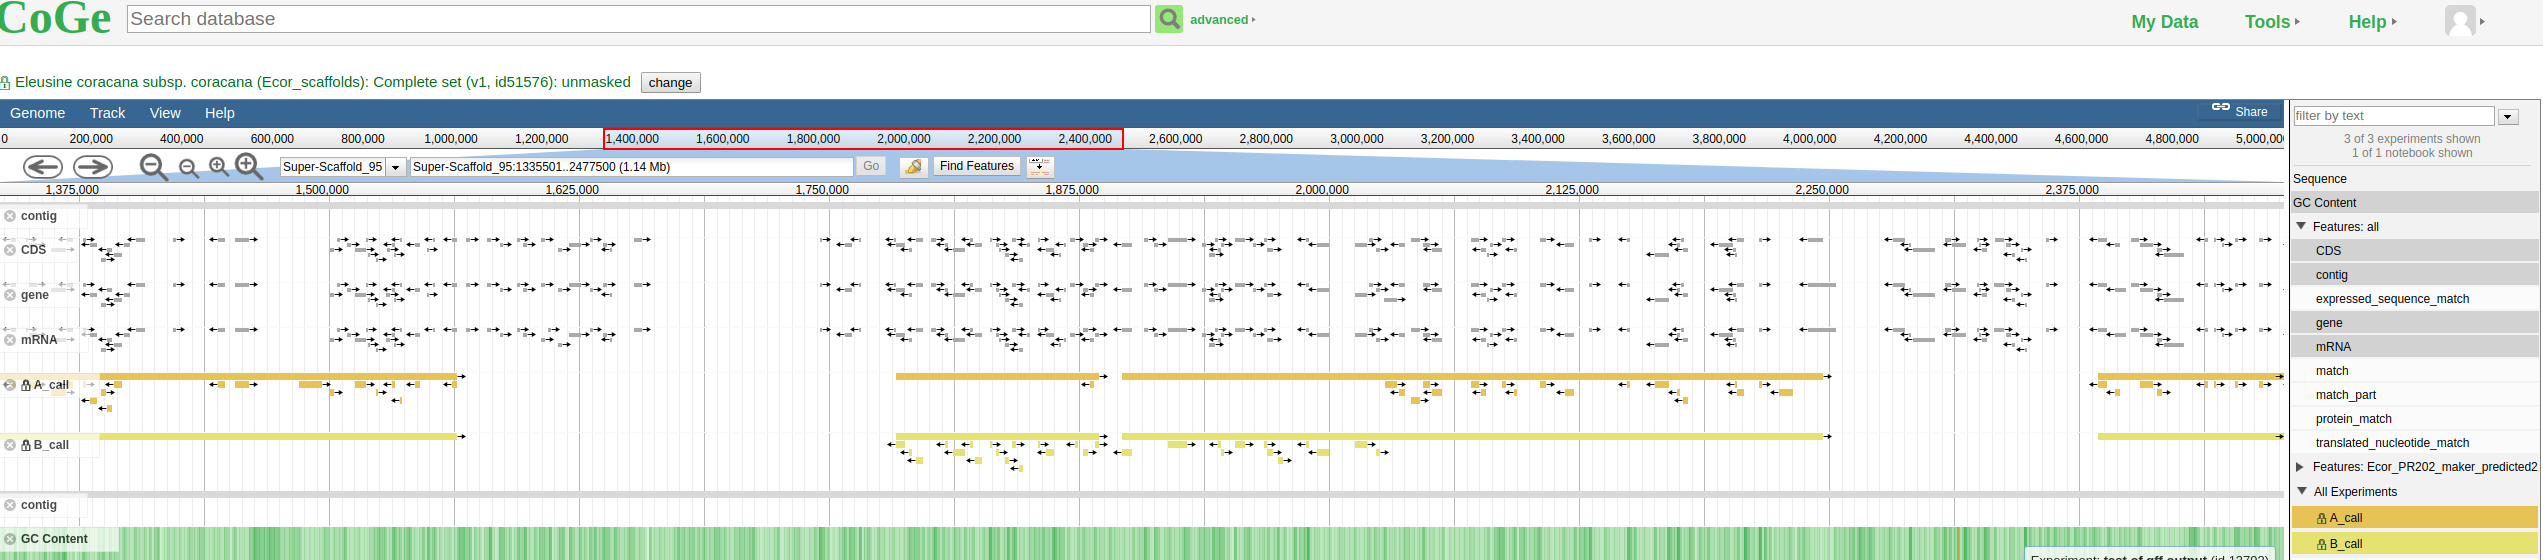 CoGe Search database advanced My Data Tools Help
Eleusine coracana subsp. coracana (Ecor_scaffolds): Complete set (v1, id51576): unmasked change
Genome Track View Help Share
0 200,000 400,000 600,000 800,000 1,000,000 1,200,000 1,400,000 1,600,000 1,800,000 2,000,000 2,200,000 2,400,000 2,600,000 2,800,000 3,000,000 3,200,000 3,400,000 3,600,000 3,800,000 4,000,000 4,200,000 4,400,000 4,600,000 4,800,000 5,000,00
Super-Scaffold_95 Super-Scaffold_95:1335501..2477500 (1.14 Mb) Go Find Features
1,375,000 1,500,000 1,625,000 1,750,000 1,875,000 2,000,000 2,125,000 2,250,000 2,375,000
contig
CDS
gene
mRNA
A_call
B_call
contig
GC Content
Experiment: test of gff output (id 13792)
filter by text
3 of 3 experiments shown
1 of 1 notebook shown
Sequence
GC Content
Features: all
CDS
contig
expressed_sequence_match
gene
mRNA
match
match_part
protein_match
translated_nucleotide_match
Features: Ecor_PR202_maker_predicted2
All Experiments
A_call
B_call